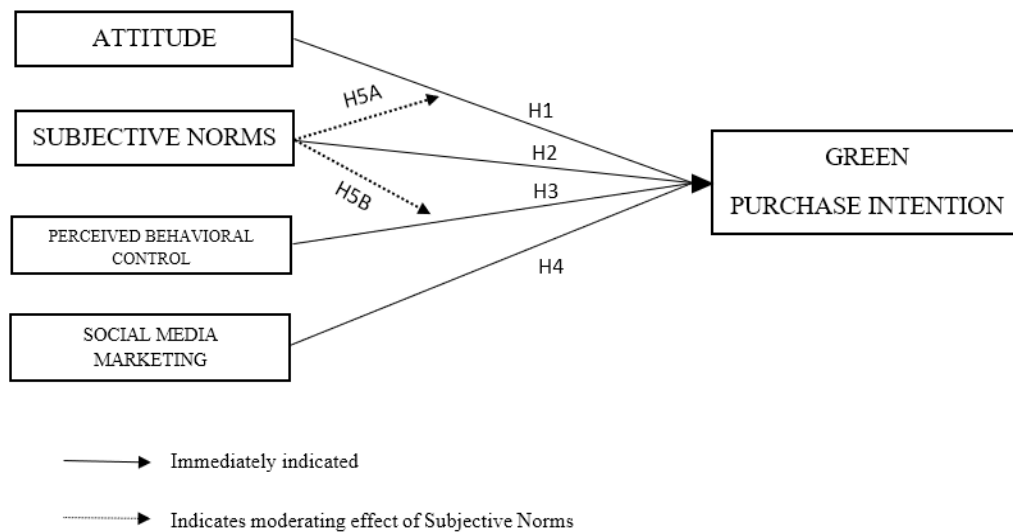 ATTITUDE
H5A
H1
SUBJECTIVE NORMS
H2
GREEN
PURCHASE INTENTION
H5B
H3
PERCEIVED BEHAVIORAL
CONTROL
H4
SOCIAL MEDIA
MARKETING
Immediately indicated
Indicates moderating effect of Subjective Norms